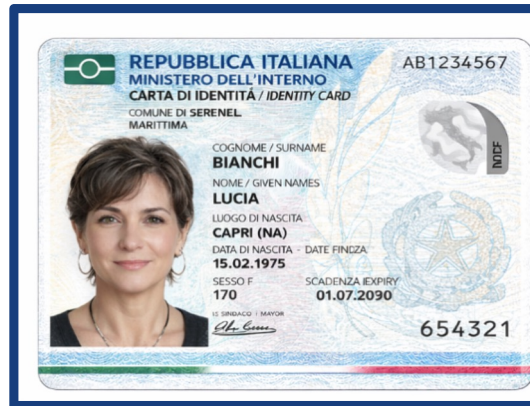 REPUBBLICA ITALIANA
MINISTERO DELL'INTERNO
CARTA DI IDENTITÁ / IDENTITY CARD
AB1234567
COMUNE DI SERENEL
MARITTIMA
COGNOME / SURNAME
BIANCHI
NOME / GIVEN NAMES
LUCIA
LUOGO DI NASCITA
CAPRI (NA)
DATA DI NASCITA - DATE FINDZA
15.02.1975
SESSO F SCADENZA IEXPIRY
170 01.07.2090
IS SINDACO I MAYOR
654321